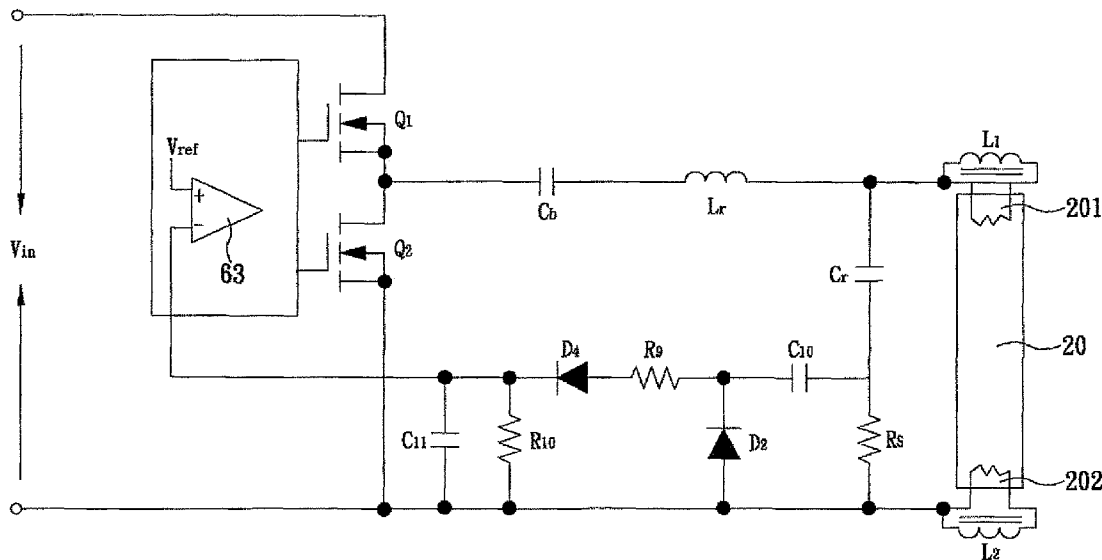 Vin
Vref
+
-
63
Q1
Q2
Cb
Lr
L1
201
Cr
20
D4
R9
C10
C11
R10
D2
Rs
202
L2